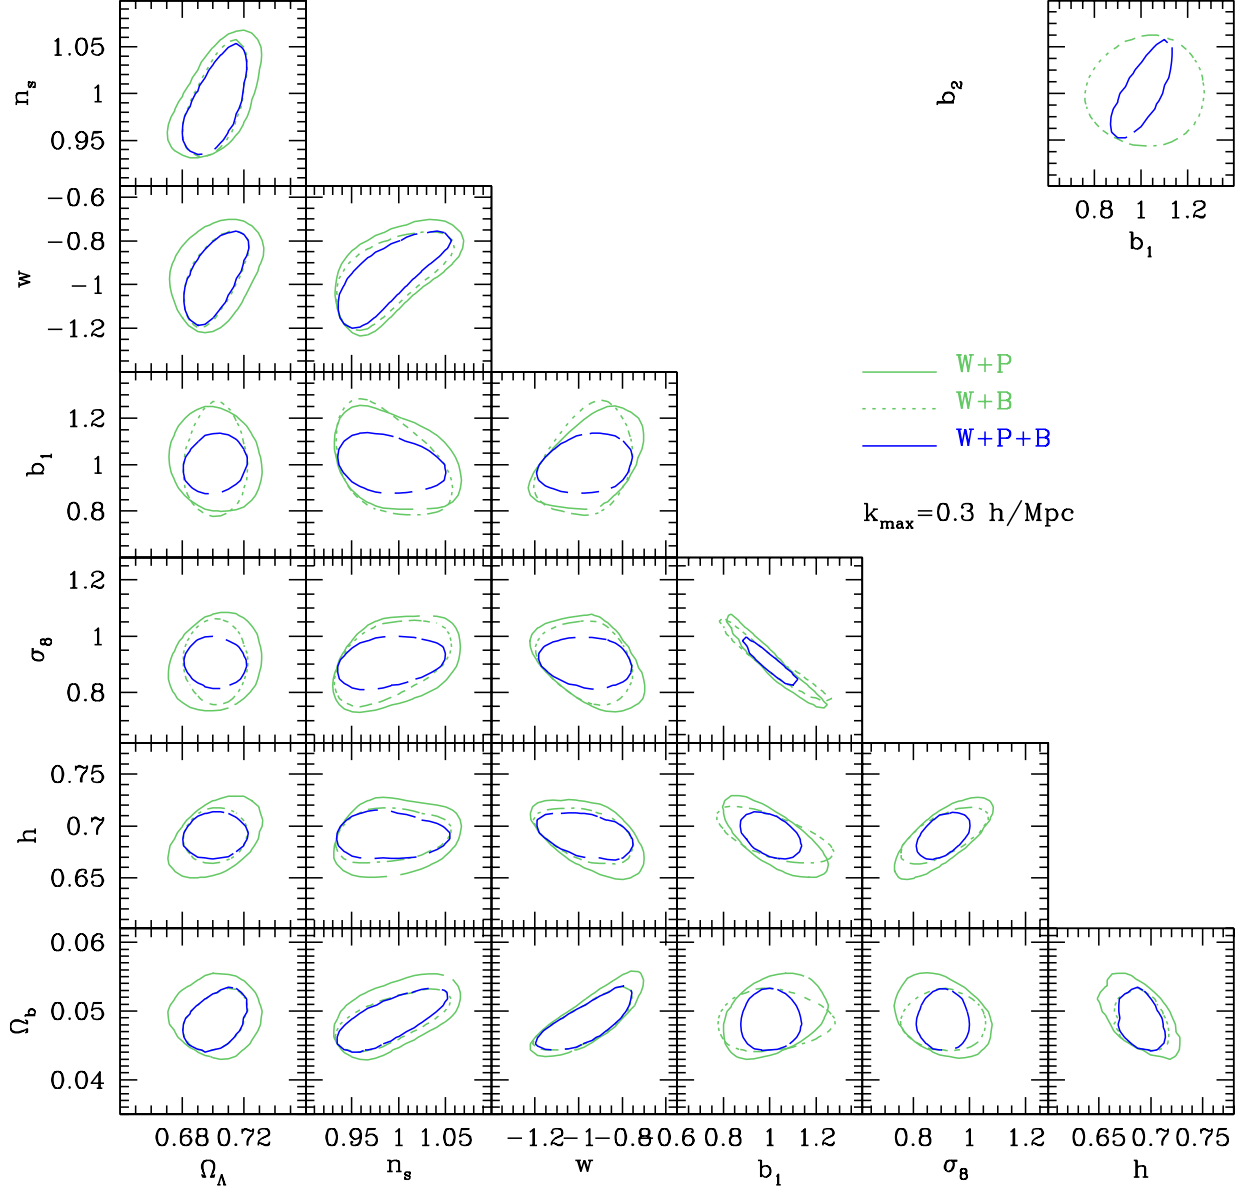 1.05
n_s
1
0.95
b_2
0.8 1 1.2
b_1
−0.6
−0.8
w
−1
−1.2
W+P
W+B
W+P+B
k_max=0.3 h/Mpc
1.2
b_1
1
0.8
1.2
σ_8
1
0.8
0.75
h
0.7
0.65
0.06
Ω_b
0.05
0.04
0.68 0.72 0.95 1 1.05 −1.2 −1 −0.8 −0.6 0.8 1 1.2 0.8 1 1.2 0.65 0.7 0.75
Ω_Λ n_s w b_1 σ_8 h